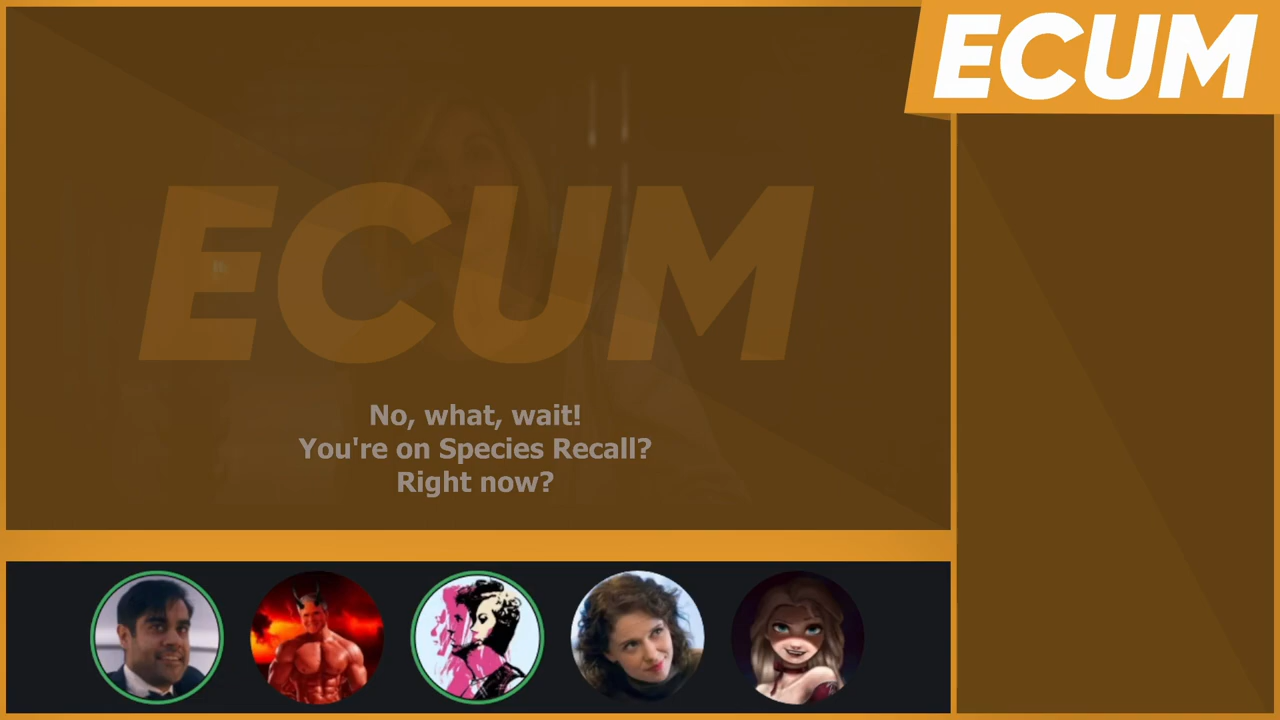 ECUM
ECUM
No, what, wait!
You're on Species Recall?
Right now?